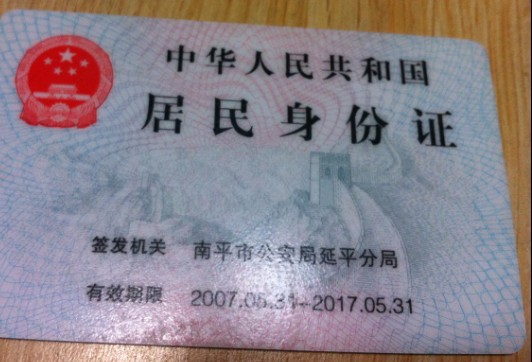 中华人民共和国
居民身份证
签发机关 南平市公安局延平分局
有效期限 2007.05.31-2017.05.31